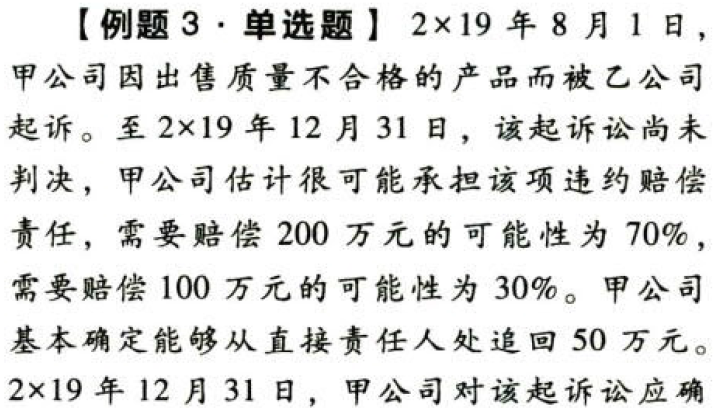 【例题 3 · 单选题】 2×19 年 8 月 1 日，
甲公司因出售质量不合格的产品而被乙公司
起诉。至 2×19 年 12 月 31 日，该起诉讼尚未
判决，甲公司估计很可能承担该项违约赔偿
责任，需要赔偿 200 万元的可能性为 70%，
需要赔偿 100 万元的可能性为 30%。甲公司
基本确定能够从直接责任人处追回 50 万元。
2×19 年 12 月 31 日，甲公司对该起诉讼应确